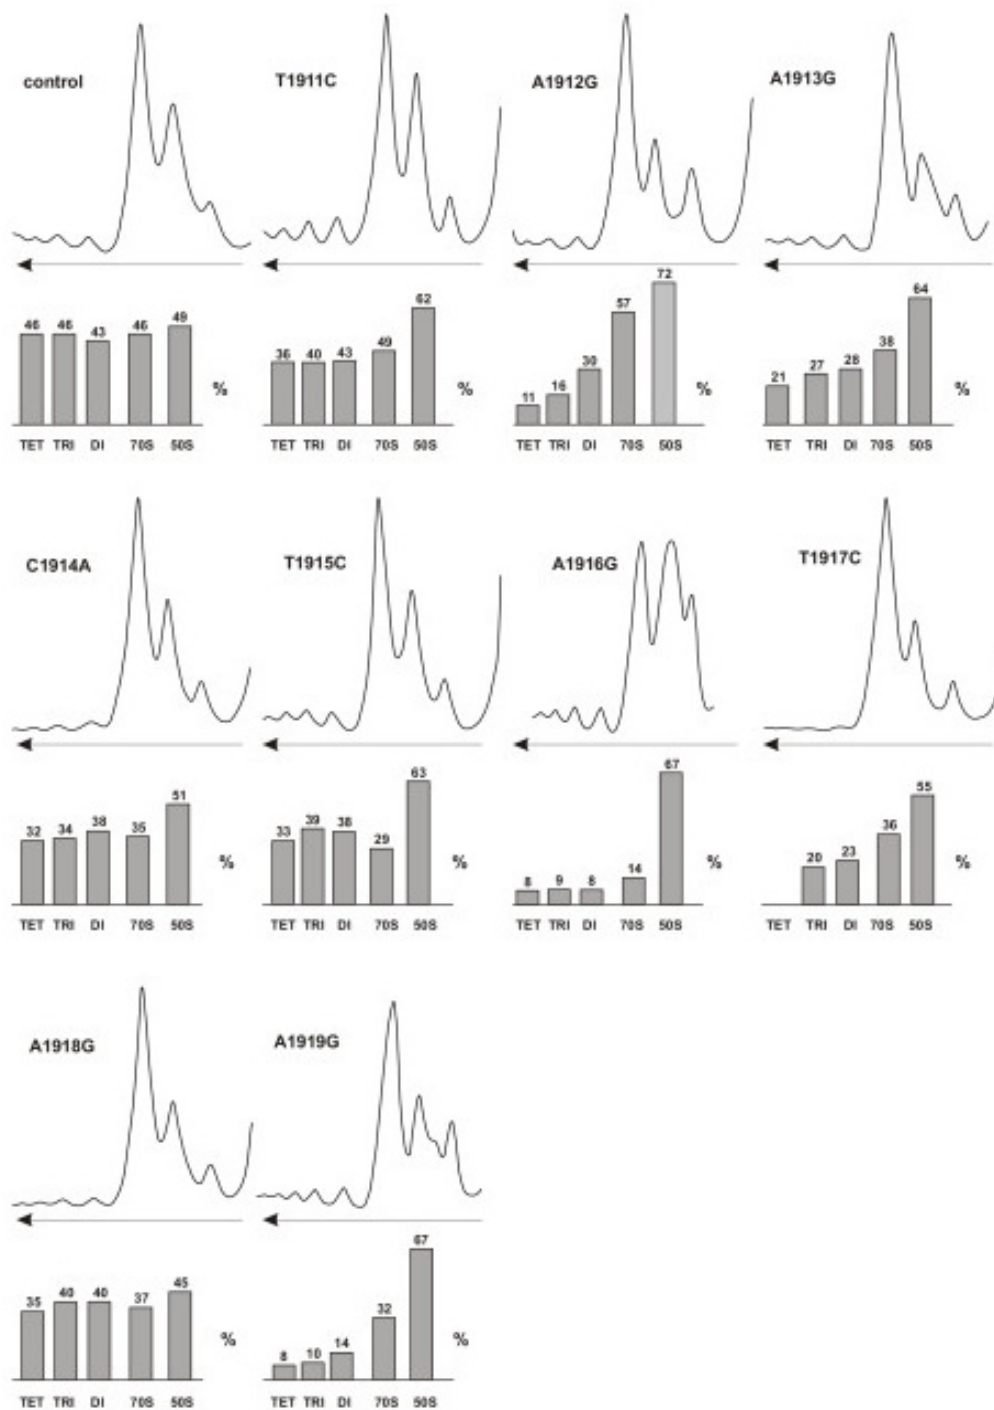 control
T1911C
A1912G
A1913G
46 46 43 46 49 %
TET TRI DI 70S 50S
36 40 43 49 62 %
TET TRI DI 70S 50S
11 16 30 57 72 %
TET TRI DI 70S 50S
21 27 28 38 64 %
TET TRI DI 70S 50S
C1914A
T1915C
A1916G
T1917C
32 34 38 35 51 %
TET TRI DI 70S 50S
33 39 38 29 63 %
TET TRI DI 70S 50S
8 9 8 14 67 %
TET TRI DI 70S 50S
20 23 36 55 %
TET TRI DI 70S 50S
A1918G
A1919G
35 40 40 37 45 %
TET TRI DI 70S 50S
8 10 14 32 67 %
TET TRI DI 70S 50S